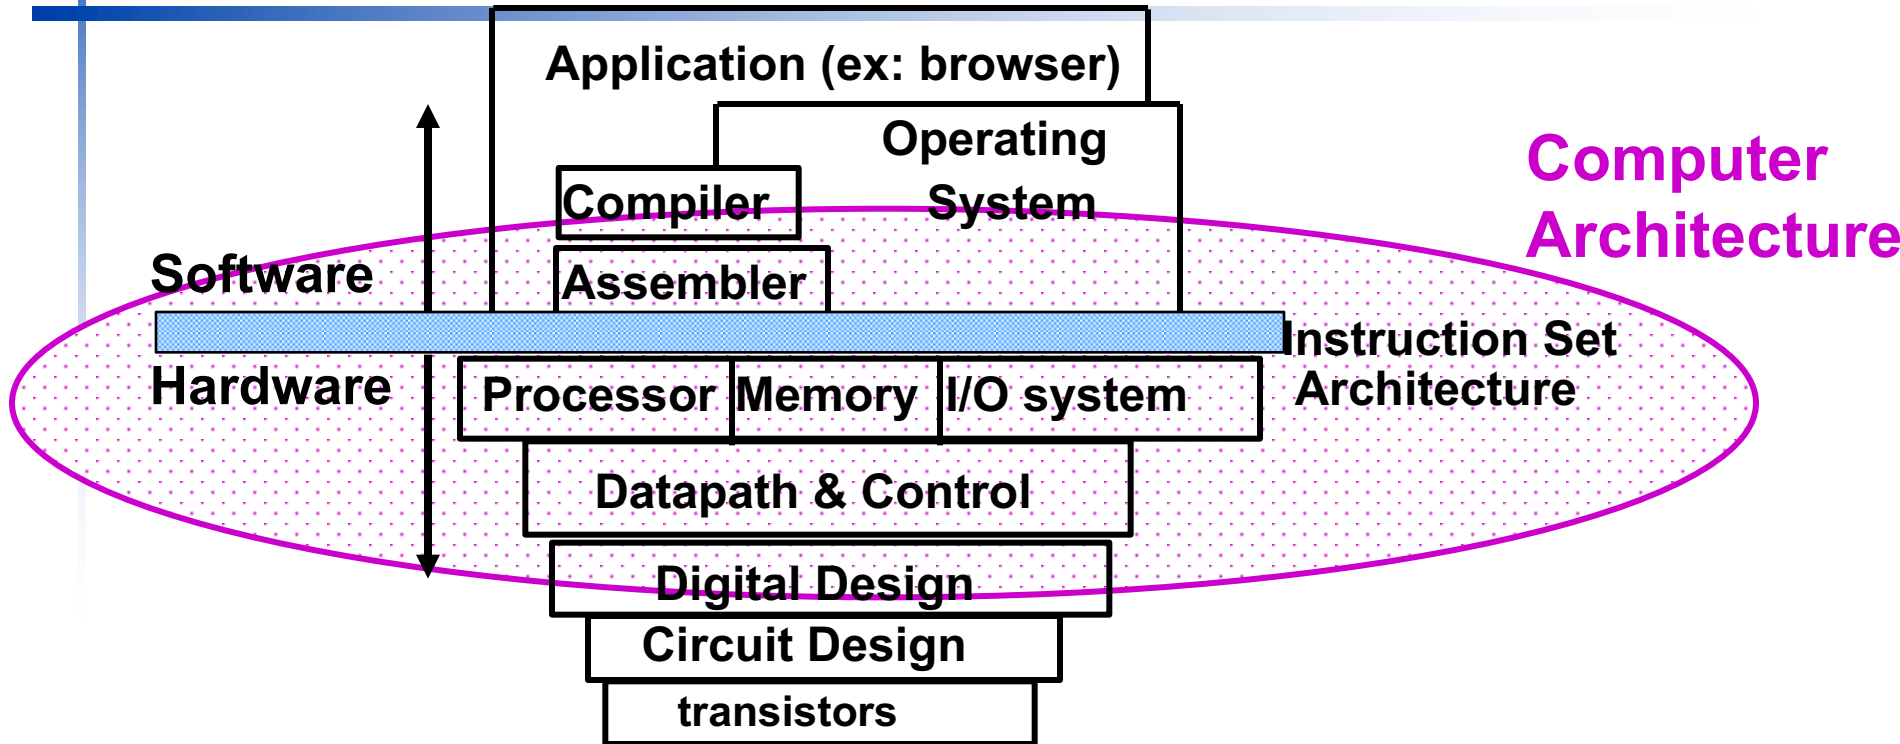 Application (ex: browser)
Operating
System
Compiler
Assembler
Computer
Architecture
Software
Hardware
Instruction Set
Architecture
Processor
Memory
I/O system
Datapath & Control
Digital Design
Circuit Design
transistors